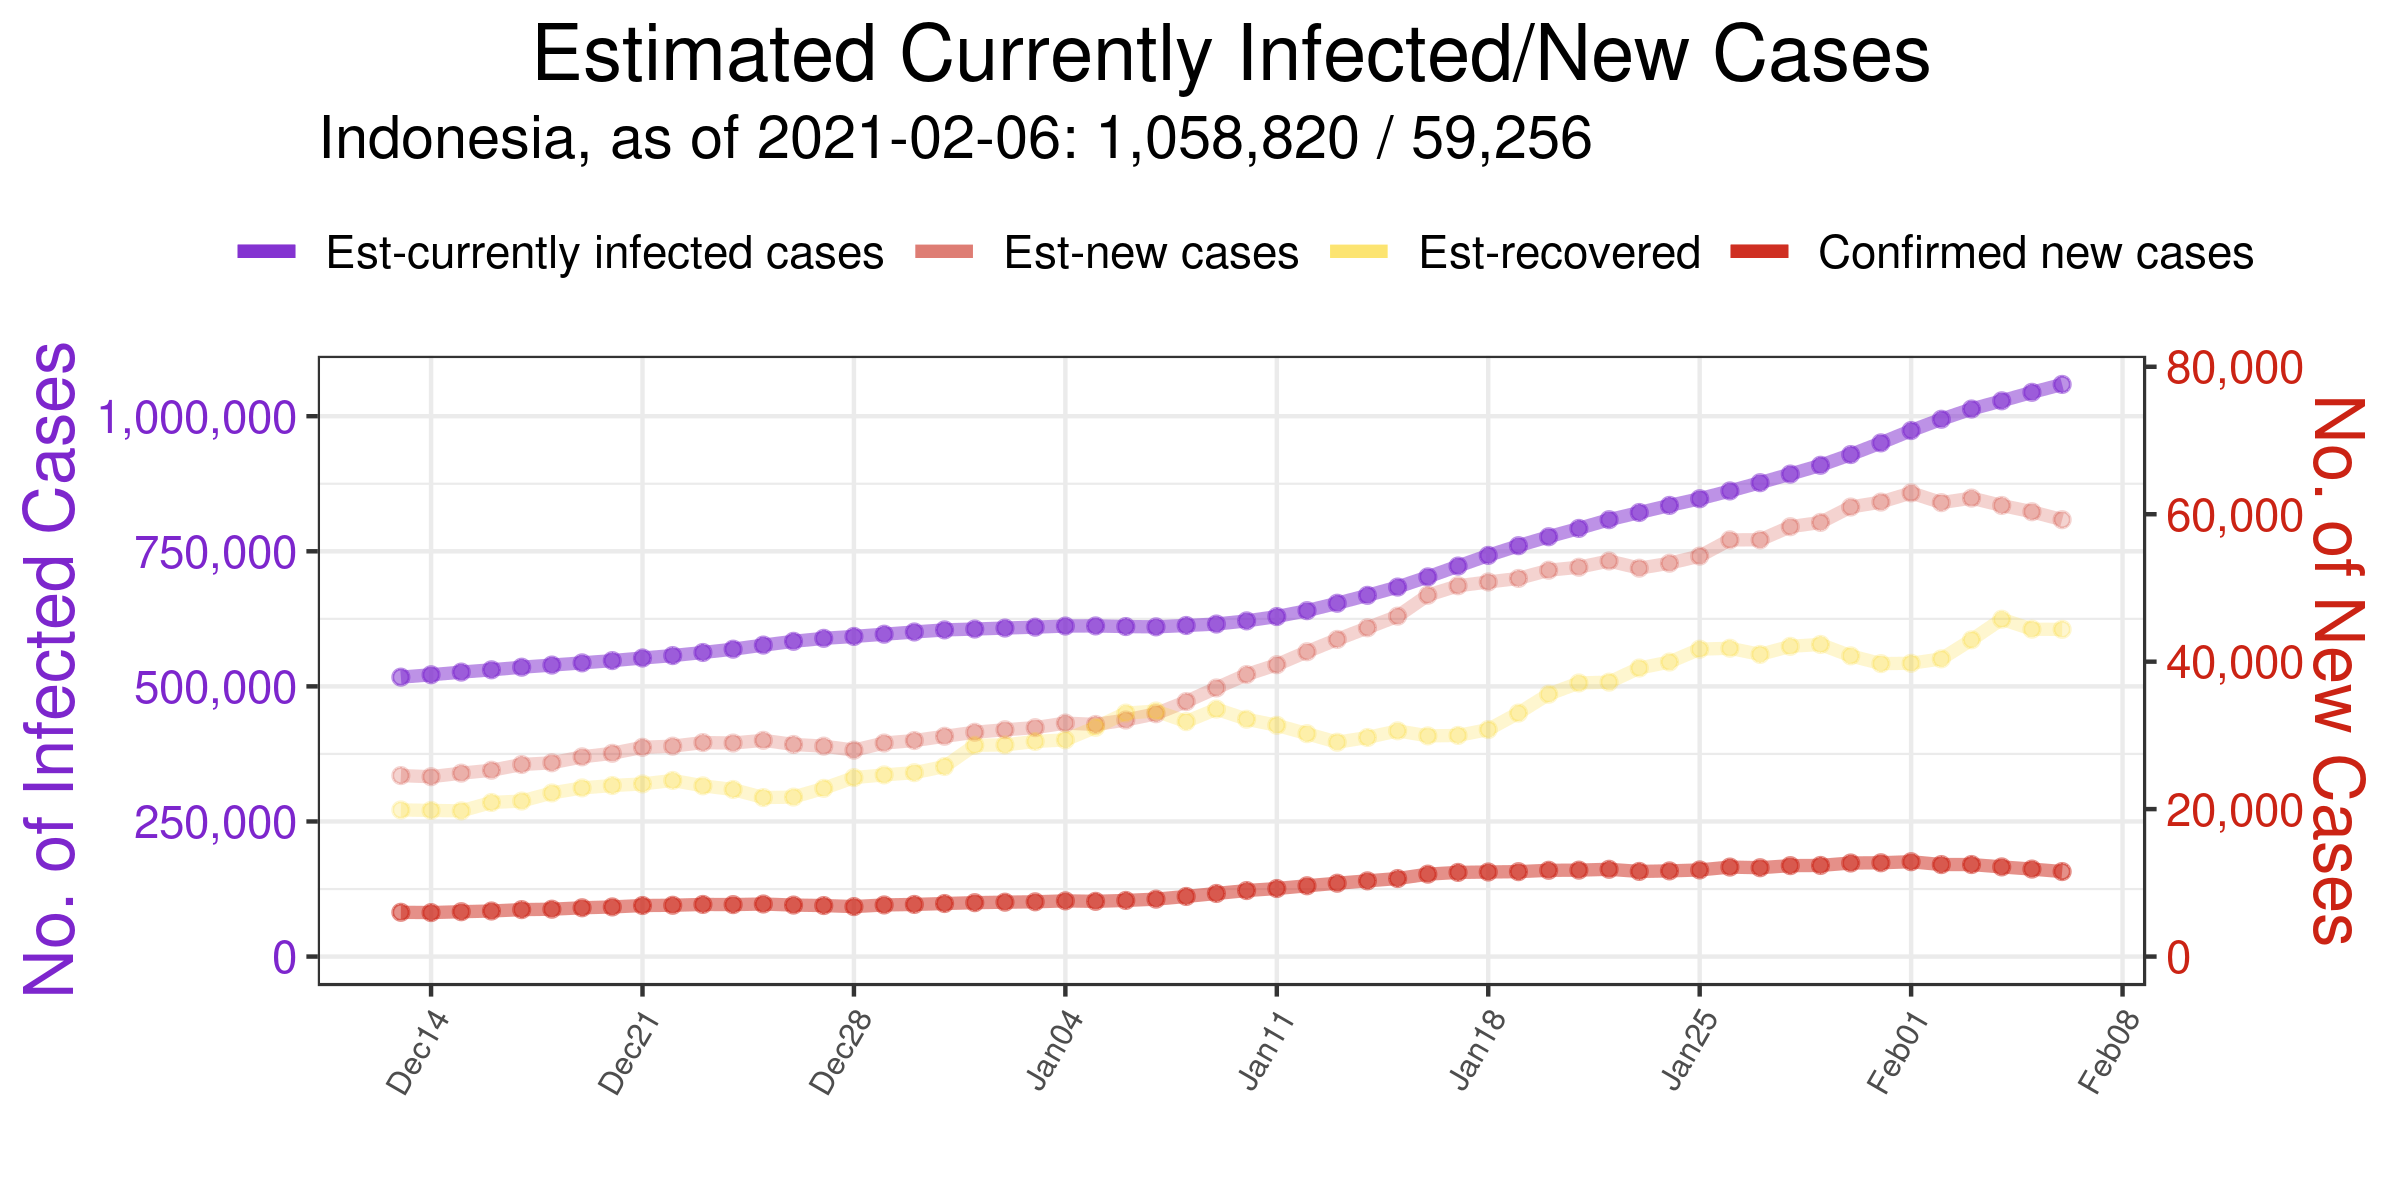 Estimated Currently Infected/New Cases
Indonesia, as of 2021-02-06: 1,058,820 / 59,256
Est-currently infected cases Est-new cases Est-recovered Confirmed new cases
No. of Infected Cases
1,000,000
750,000
500,000
250,000
0
80,000
60,000
40,000
20,000
0
No. of New Cases
Dec14 Dec21 Dec28 Jan04 Jan11 Jan18 Jan25 Feb01 Feb08